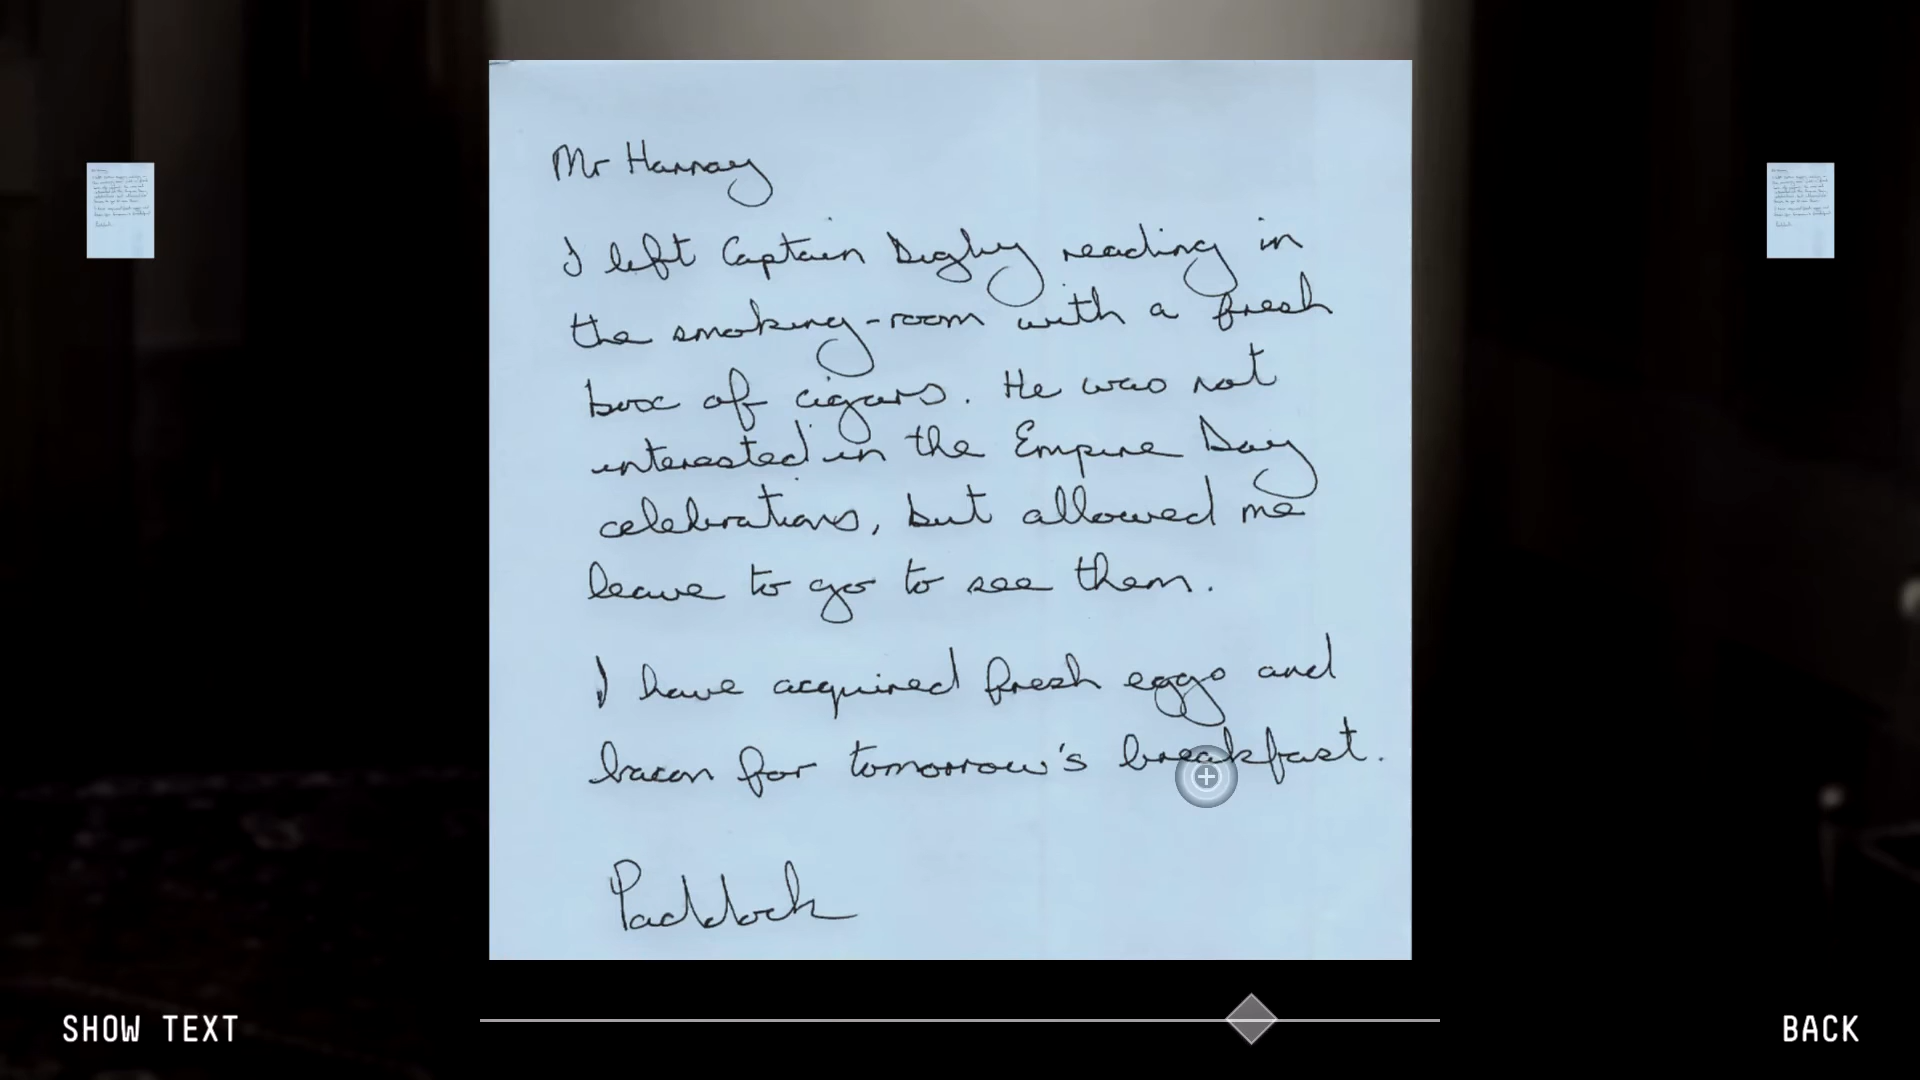 Mr Hannay
I left Captain Digby reading in
the smoking-room with a fresh
box of cigars. He was not
interested in the Empire Day
celebrations, but allowed me
leave to go to see them.
I have acquired fresh eggs and
bacon for tomorrow's breakfast.
Paddock
SHOW TEXT
BACK